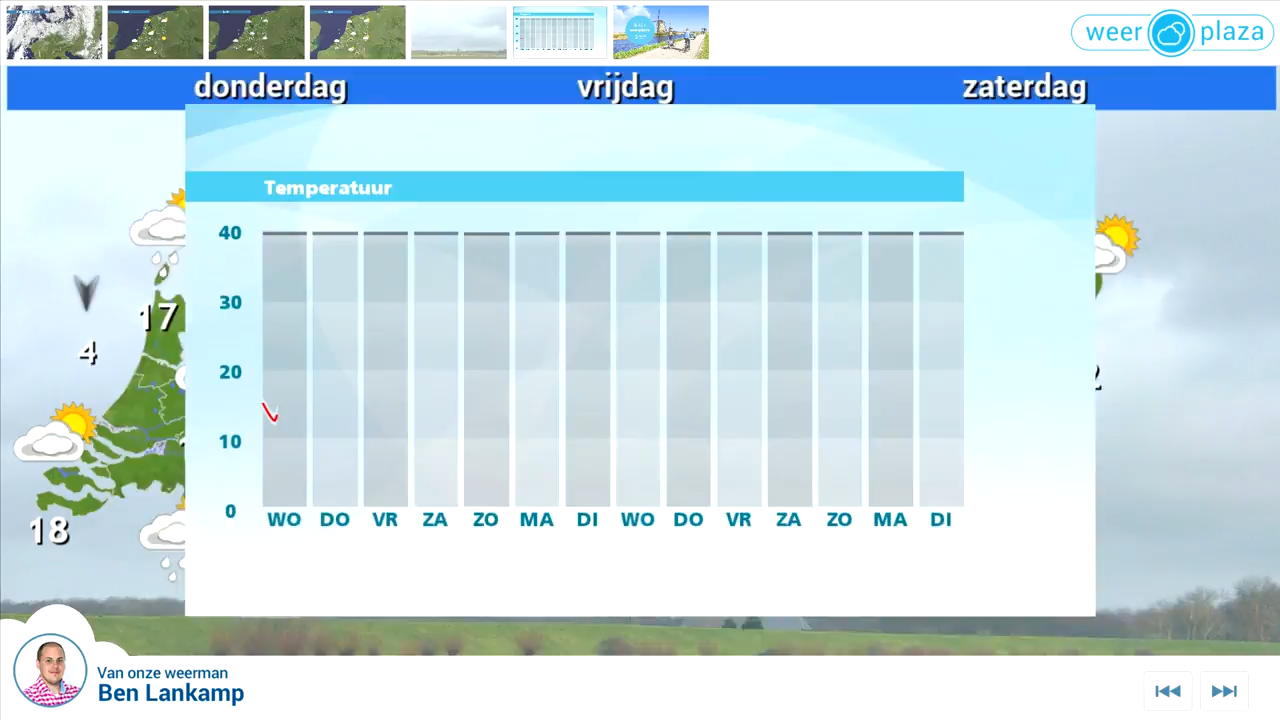 weer plaza
donderdag vrijdag zaterdag
Temperatuur
40
30
20
10
0
WO DO VR ZA ZO MA DI WO DO VR ZA ZO MA DI
17
4
18
Van onze weerman
Ben Lankamp